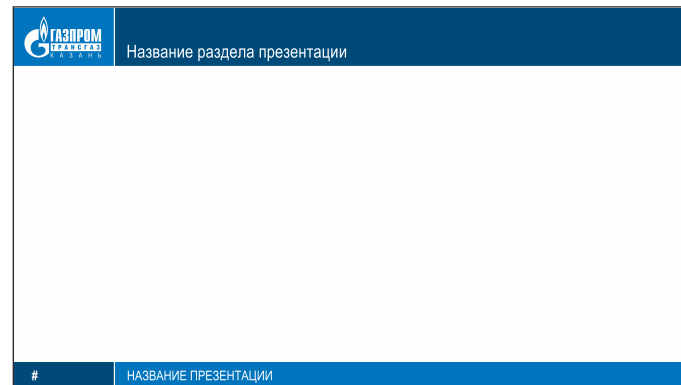 ГАЗПРОМ
ТРАНСГАЗ
КАЗАНЬ
Название раздела презентации
#
НАЗВАНИЕ ПРЕЗЕНТАЦИИ